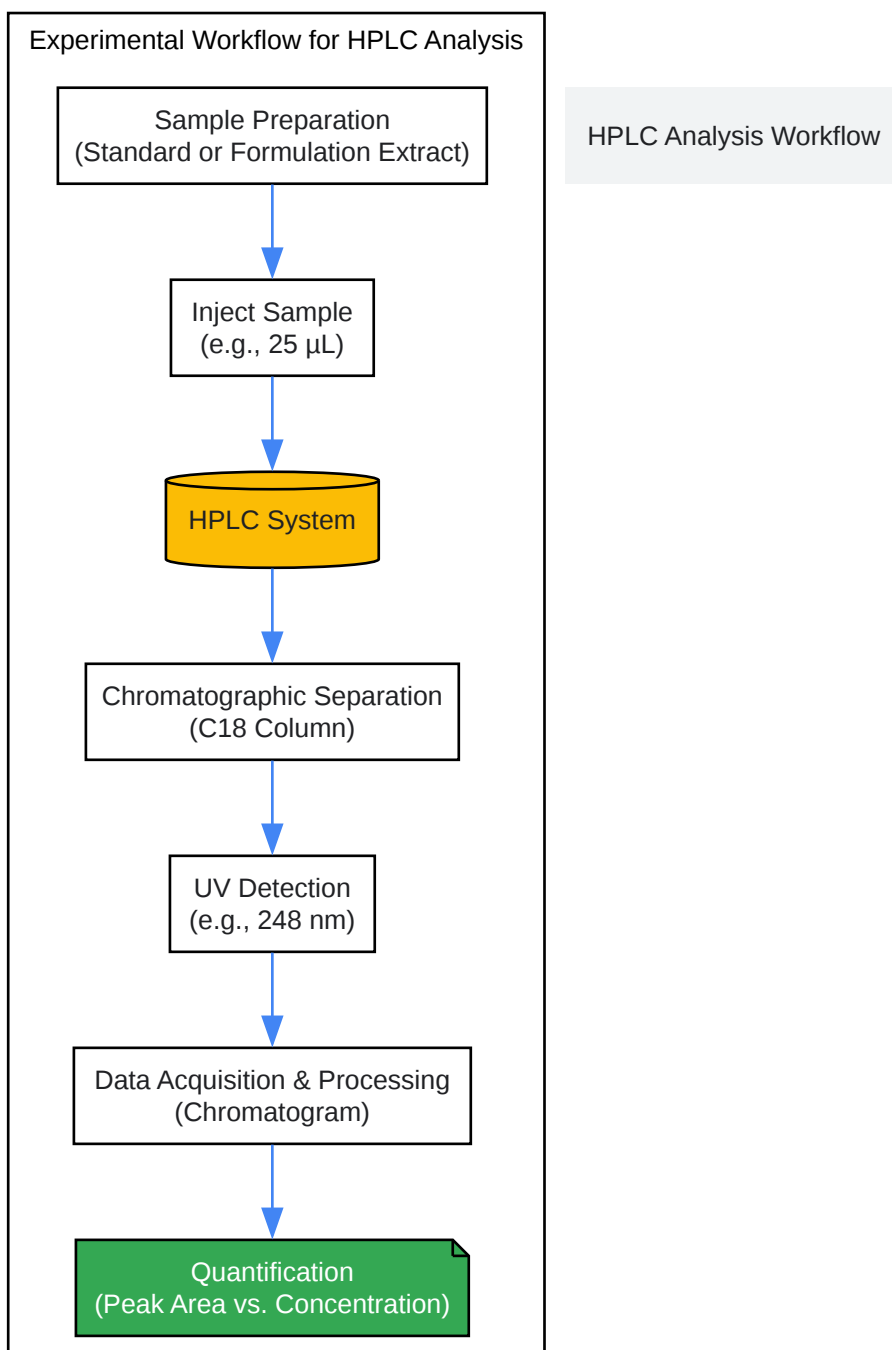 Experimental Workflow for HPLC Analysis
Sample Preparation
(Standard or Formulation Extract)
HPLC Analysis Workflow
Inject Sample
(e.g., 25 µL)
HPLC System
Chromatographic Separation
(C18 Column)
UV Detection
(e.g., 248 nm)
Data Acquisition & Processing
(Chromatogram)
Quantification
(Peak Area vs. Concentration)